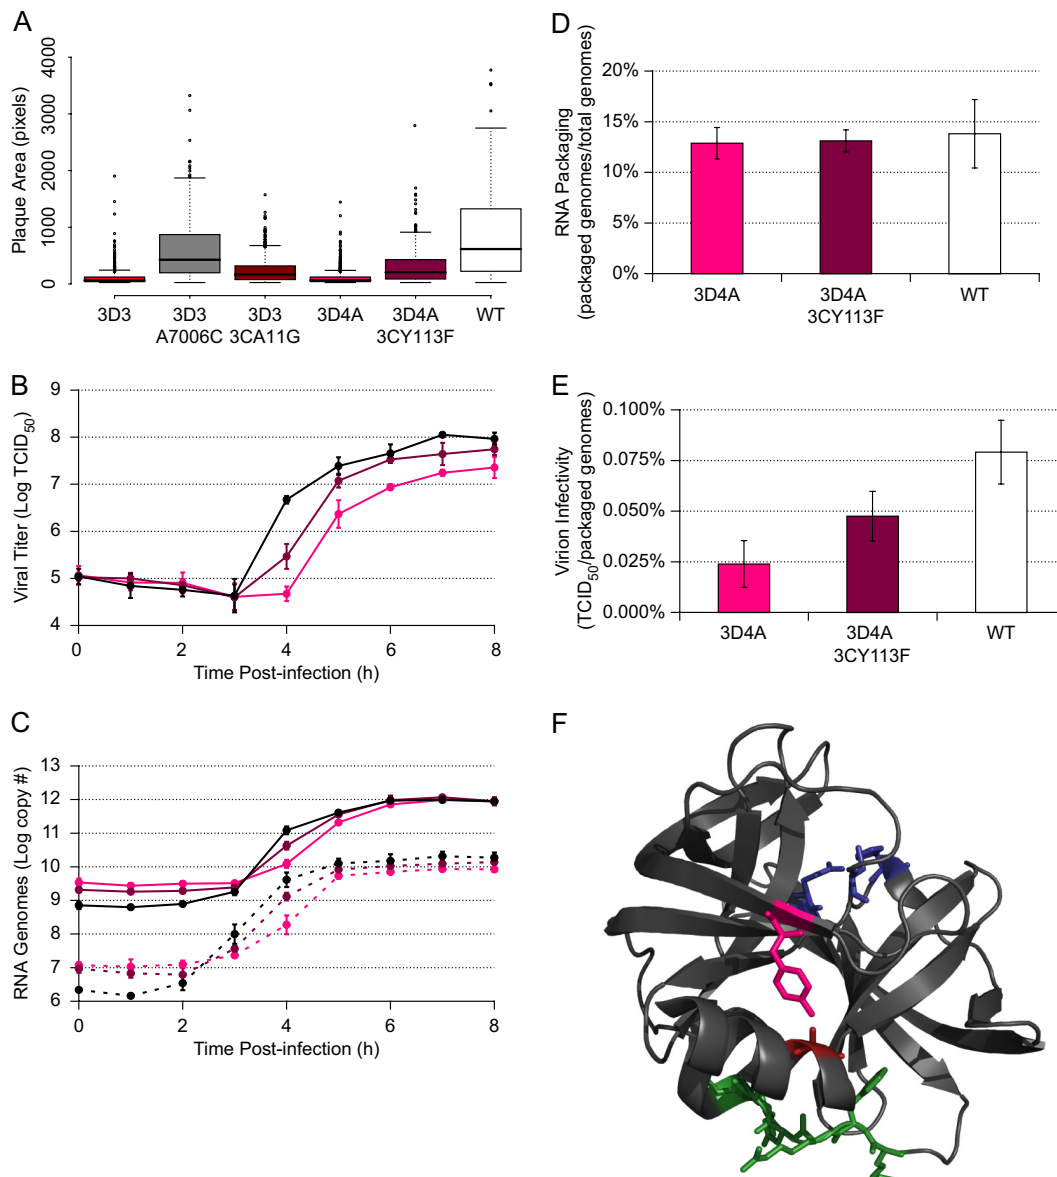 A
Plaque Area (pixels)
4000
3000
2000
1000
0
3D3
3D3
A7006C
3D3
3CA11G
3D4A
3D4A
3CY113F
WT
B
Viral Titer (Log TCID50)
9
8
7
6
5
4
0
2
4
6
8
Time Post-infection (h)
C
RNA Genomes (Log copy #)
13
12
11
10
9
8
7
6
0
2
4
6
8
Time Post-infection (h)
D
RNA Packaging
(packaged genomes/total genomes)
20%
15%
10%
5%
0%
3D4A
3D4A
3CY113F
WT
E
Virion Infectivity
(TCID50/packaged genomes)
0.100%
0.075%
0.050%
0.025%
0.000%
3D4A
3D4A
3CY113F
WT
F